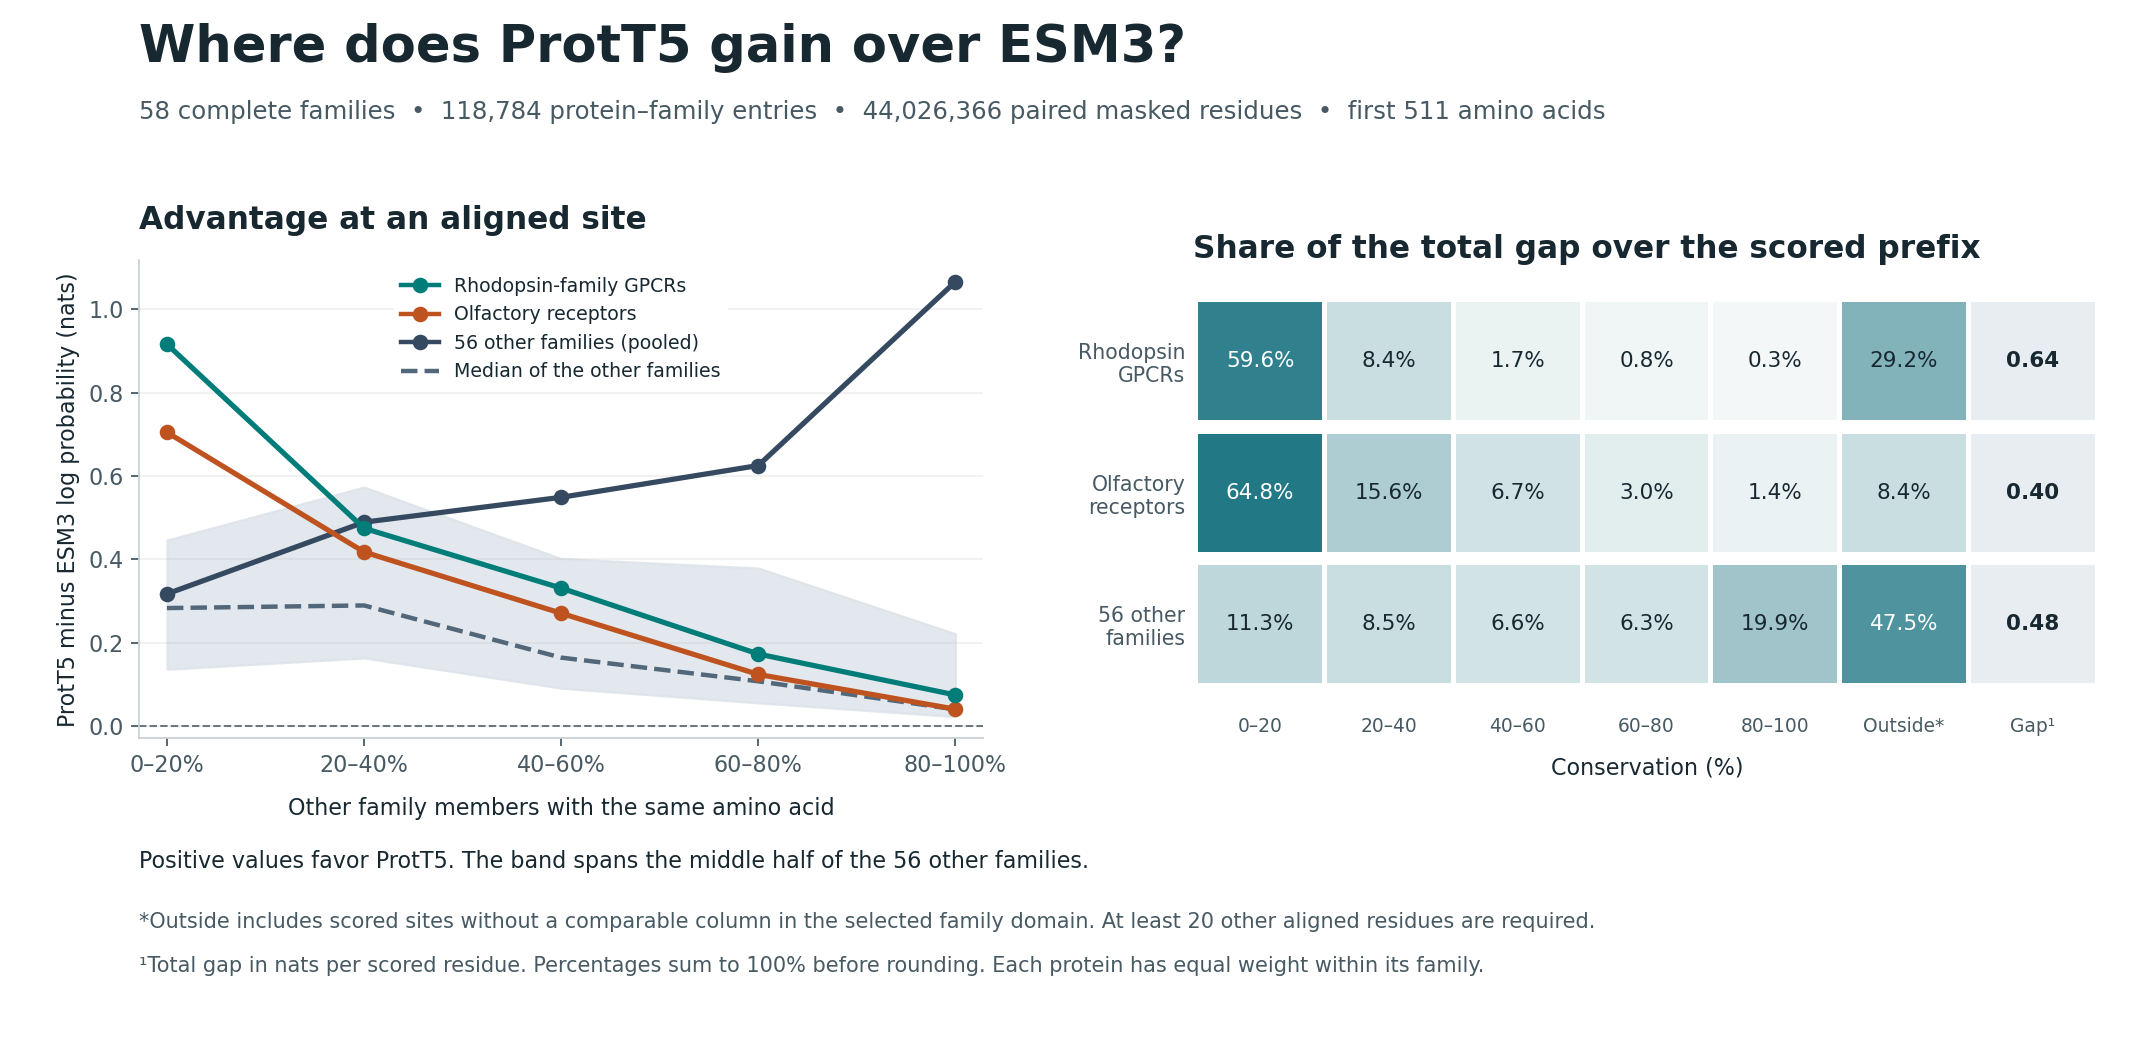 Where does ProtT5 gain over ESM3?
58 complete families • 118,784 protein–family entries • 44,026,366 paired masked residues • first 511 amino acids
Advantage at an aligned site
ProtT5 minus ESM3 log probability (nats)
1.0
0.8
0.6
0.4
0.2
0.0
Rhodopsin-family GPCRs
Olfactory receptors
56 other families (pooled)
Median of the other families
0–20% 20–40% 40–60% 60–80% 80–100%
Other family members with the same amino acid
Share of the total gap over the scored prefix
Rhodopsin
GPCRs
59.6% 8.4% 1.7% 0.8% 0.3% 29.2% 0.64
Olfactory
receptors
64.8% 15.6% 6.7% 3.0% 1.4% 8.4% 0.40
56 other
families
11.3% 8.5% 6.6% 6.3% 19.9% 47.5% 0.48
0–20 20–40 40–60 60–80 80–100 Outside* Gap¹
Conservation (%)
Positive values favor ProtT5. The band spans the middle half of the 56 other families.
*Outside includes scored sites without a comparable column in the selected family domain. At least 20 other aligned residues are required.
¹Total gap in nats per scored residue. Percentages sum to 100% before rounding. Each protein has equal weight within its family.